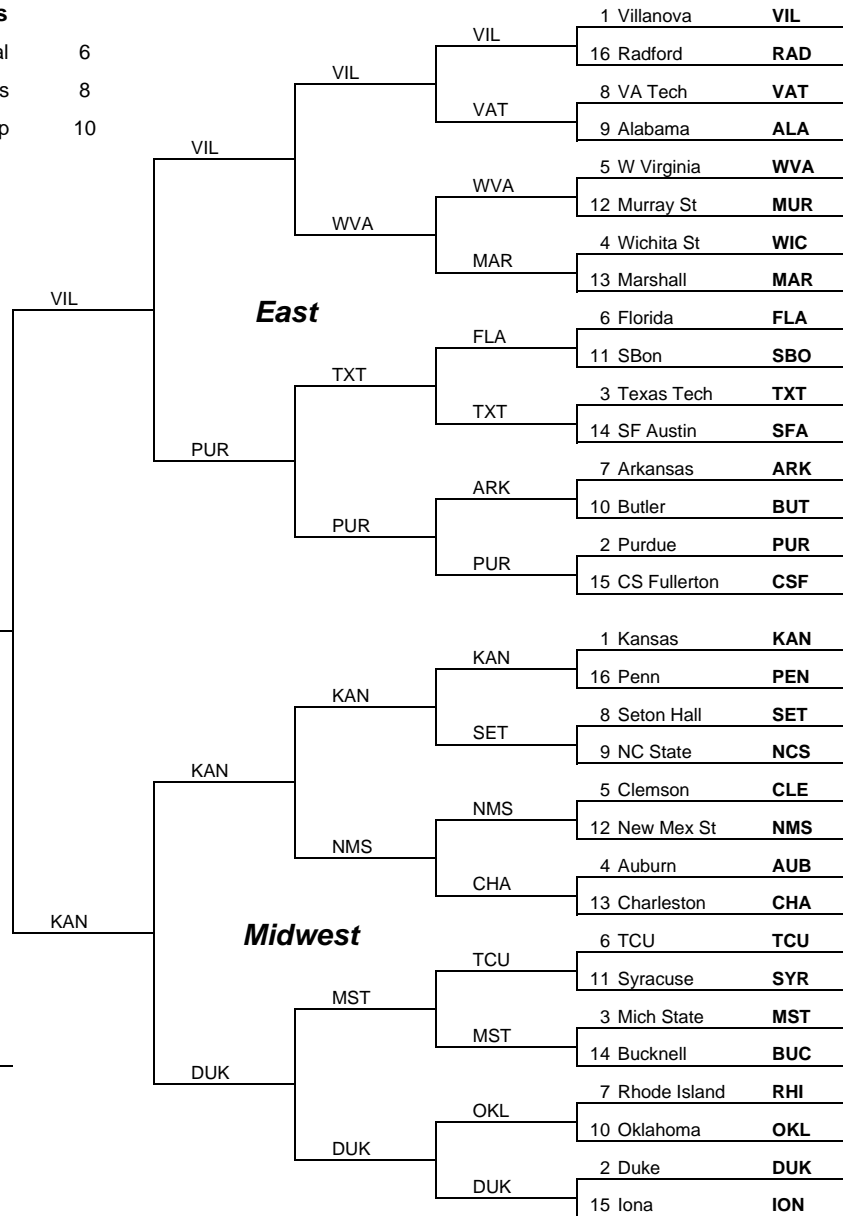 s
al 6
s 8
p 10
1 Villanova VIL
VIL
16 Radford RAD
VIL
8 VA Tech VAT
VAT
9 Alabama ALA
VIL
5 W Virginia WVA
WVA
12 Murray St MUR
WVA
4 Wichita St WIC
MAR
13 Marshall MAR
VIL
East
6 Florida FLA
FLA
11 SBon SBO
TXT
3 Texas Tech TXT
TXT
14 SF Austin SFA
PUR
7 Arkansas ARK
ARK
10 Butler BUT
PUR
2 Purdue PUR
PUR
15 CS Fullerton CSF
1 Kansas KAN
KAN
16 Penn PEN
KAN
8 Seton Hall SET
SET
9 NC State NCS
KAN
5 Clemson CLE
NMS
12 New Mex St NMS
NMS
4 Auburn AUB
CHA
13 Charleston CHA
KAN
Midwest
6 TCU TCU
TCU
11 Syracuse SYR
MST
3 Mich State MST
MST
14 Bucknell BUC
DUK
7 Rhode Island RHI
OKL
10 Oklahoma OKL
DUK
2 Duke DUK
DUK
15 Iona ION